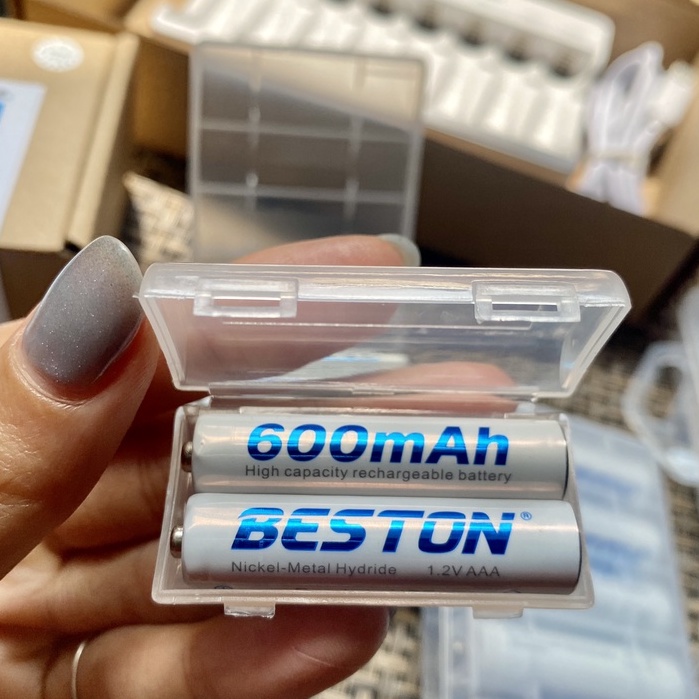 600mAh
High capacity rechargeable battery
BESTON®
Nickel-Metal Hydride 1.2V AAA